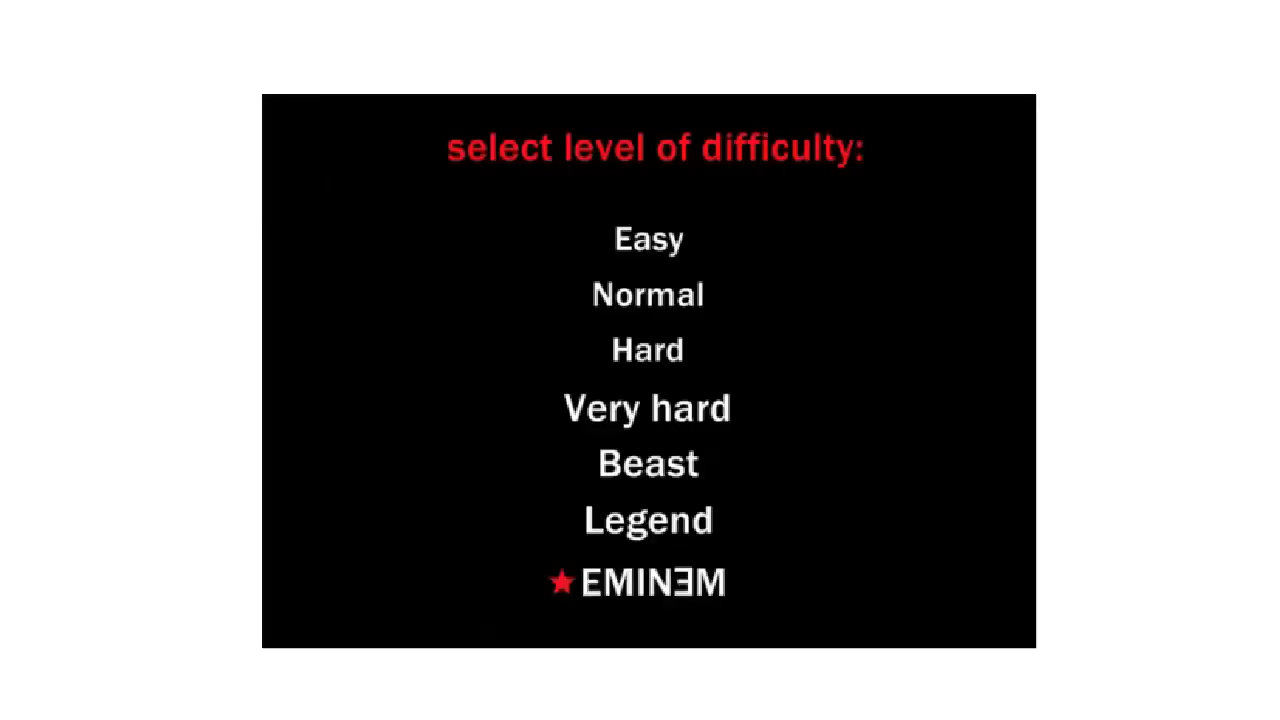 select level of difficulty:
Easy
Normal
Hard
Very hard
Beast
Legend
EMINƎM